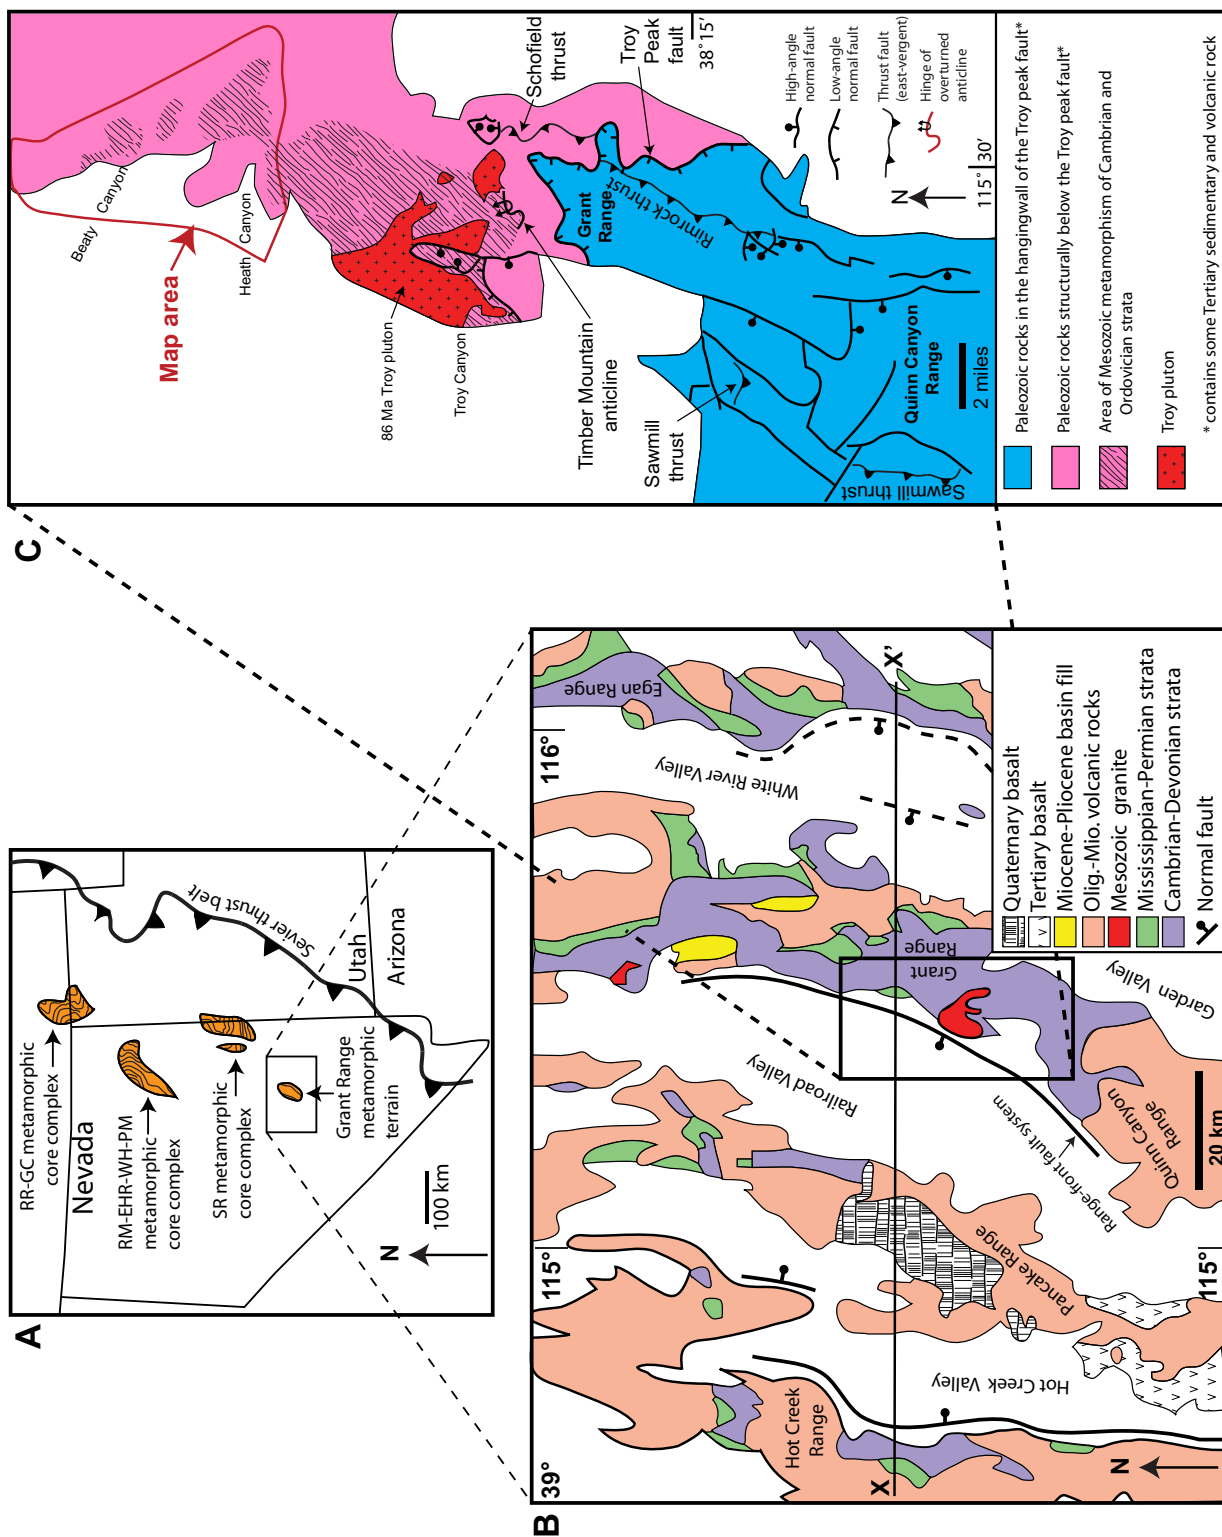 A
RR-GC metamorphic
core complex
Nevada
RM-EHR-WH-PM
metamorphic
core complex
SR metamorphic
core complex
Grant Range
metamorphic
terrain
Sevier thrust belt
Utah
Arizona
100 km
N
B
39°
115°
116°
Hot Creek
Range
Hot Creek Valley
Pancake Range
Railroad Valley
Range-front fault system
Quinn Canyon
Range
Grant
Range
White River Valley
Egan Range
Garden Valley
X
X'
N
115°
20 km
Quaternary basalt
Tertiary basalt
Miocene-Pliocene basin fill
Olig.-Mio. volcanic rocks
Mesozoic granite
Mississippian-Permian strata
Cambrian-Devonian strata
Normal fault
C
Map area
Beaty Canyon
Heath Canyon
86 Ma Troy pluton
Troy Canyon
Timber Mountain
anticline
Sawmill
thrust
Sawmill thrust
Quinn Canyon
Range
2 miles
Grant
Range
Rimrock thrust
Schofield
thrust
Troy
Peak
fault
38°15'
115° 30'
N
High-angle
normal fault
Low-angle
normal fault
Thrust fault
(east-vergent)
Hinge of
overturned
anticline
Paleozoic rocks in the hangingwall of the Troy peak fault*
Paleozoic rocks structurally below the Troy peak fault*
Area of Mesozoic metamorphism of Cambrian and
Ordovician strata
Troy pluton
* contains some Tertiary sedimentary and volcanic rock